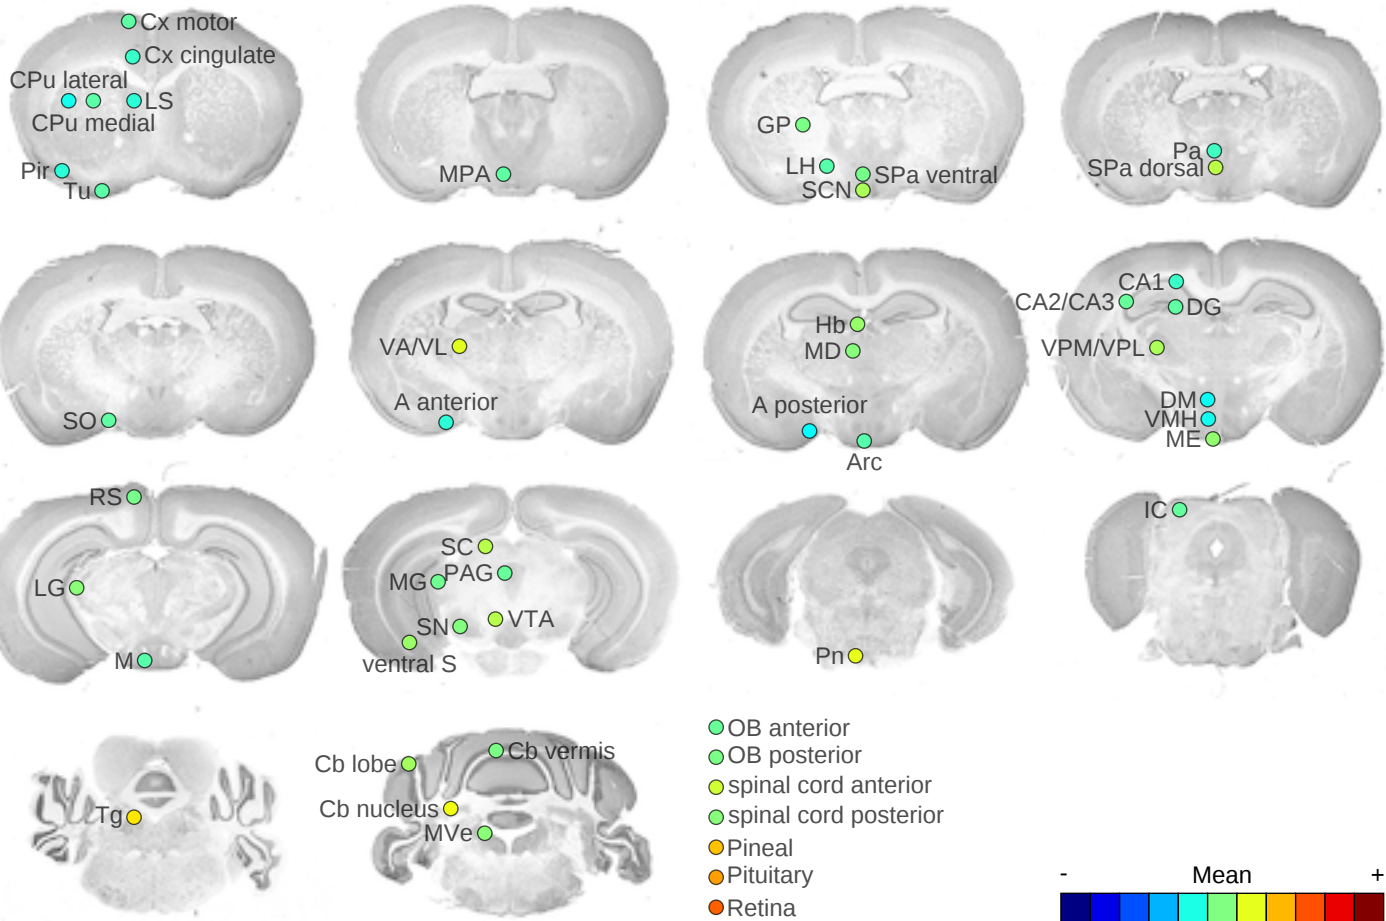 Cx motor
Cx cingulate
CPu lateral
LS
CPu medial
Pir
Tu
MPA
GP
LH
SPa ventral
SCN
Pa
SPa dorsal
SO
VA/VL
A anterior
Hb
MD
A posterior
Arc
CA1
CA2/CA3
DG
VPM/VPL
DM
VMH
ME
RS
LG
M
SC
MG
PAG
SN
VTA
ventral S
Pn
IC
Tg
Cb lobe
Cb vermis
Cb nucleus
MVe
OB anterior
OB posterior
spinal cord anterior
spinal cord posterior
Pineal
Pituitary
Retina
- Mean +